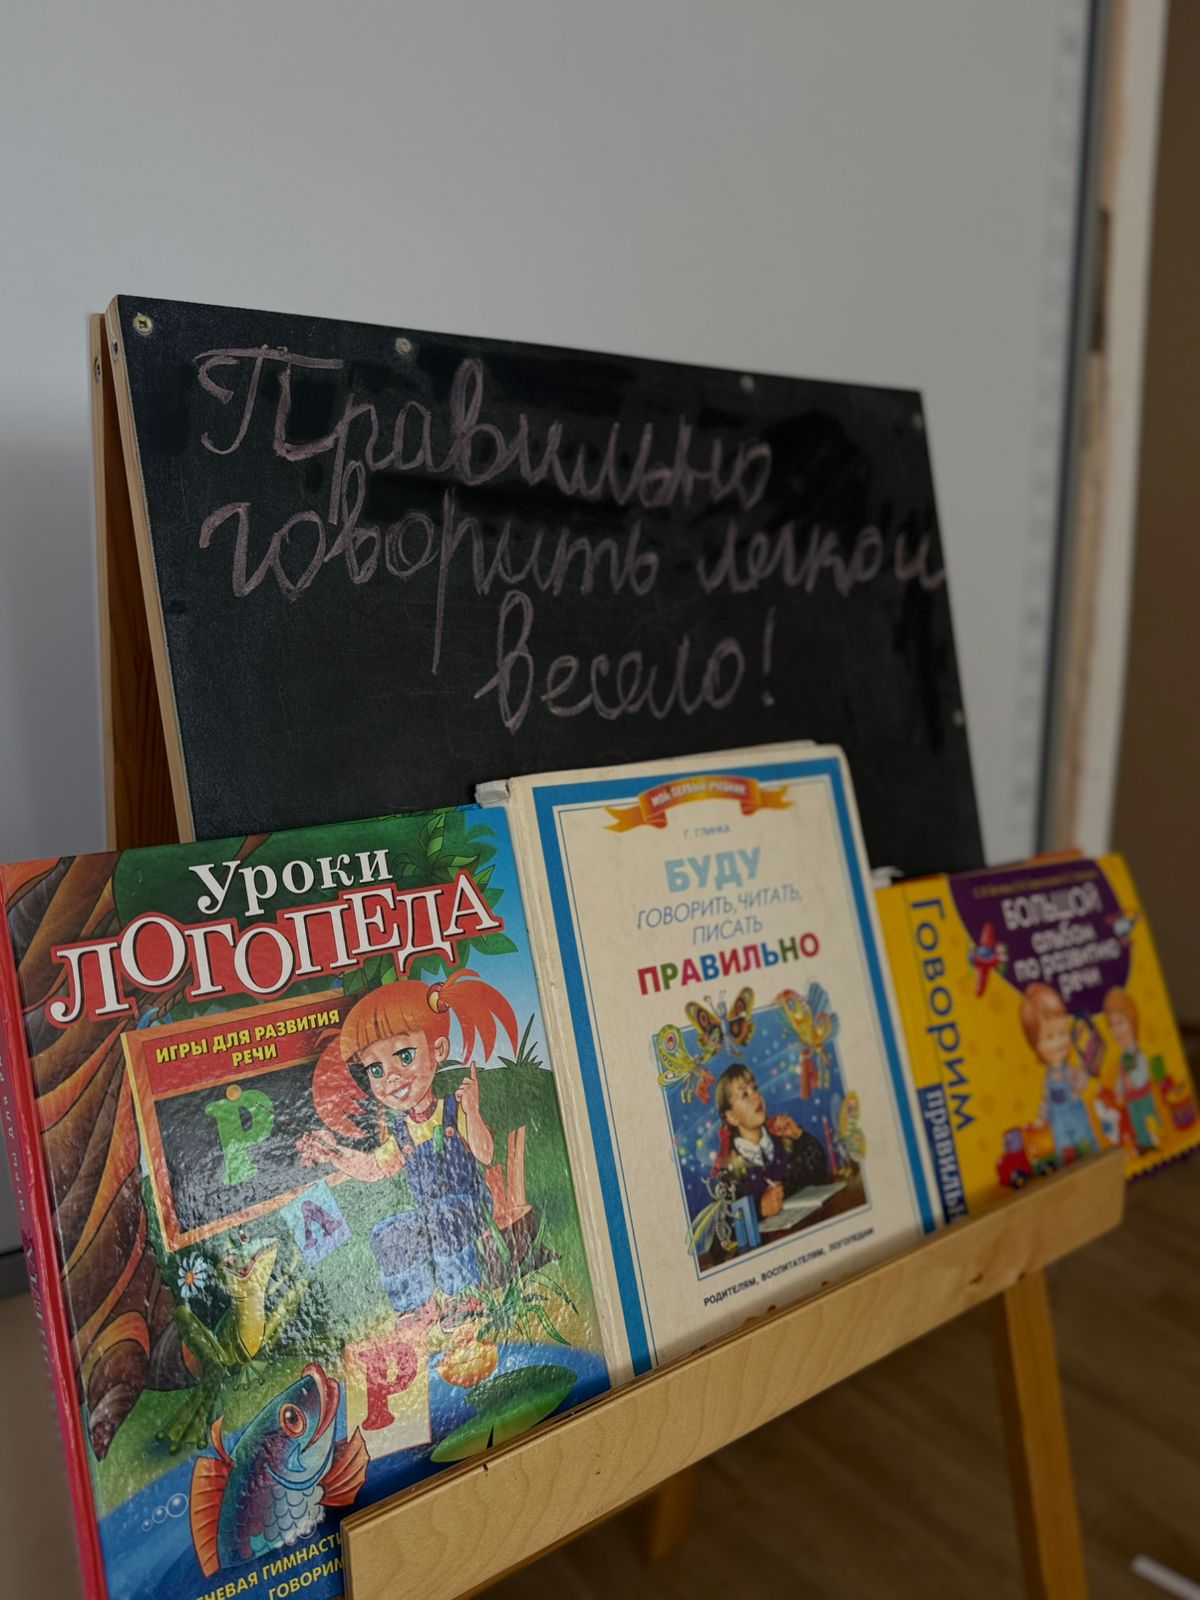 Правильно
говорить легко и
весело!
Уроки
ЛОГОПЕДА
ИГРЫ ДЛЯ РАЗВИТИЯ
РЕЧИ
Р
Л
Р
ГОВОРИМ
МОЙ ПЕРВЫЙ УЧЕБНИК
Г. ГЛИНКА
БУДУ
ГОВОРИТЬ, ЧИТАТЬ,
ПИСАТЬ
ПРАВИЛЬНО
РОДИТЕЛЯМ, ВОСПИТАТЕЛЯМ, ЛОГОПЕДАМ
Говорим
БОЛЬШОЙ
альбом
по развитию
речи